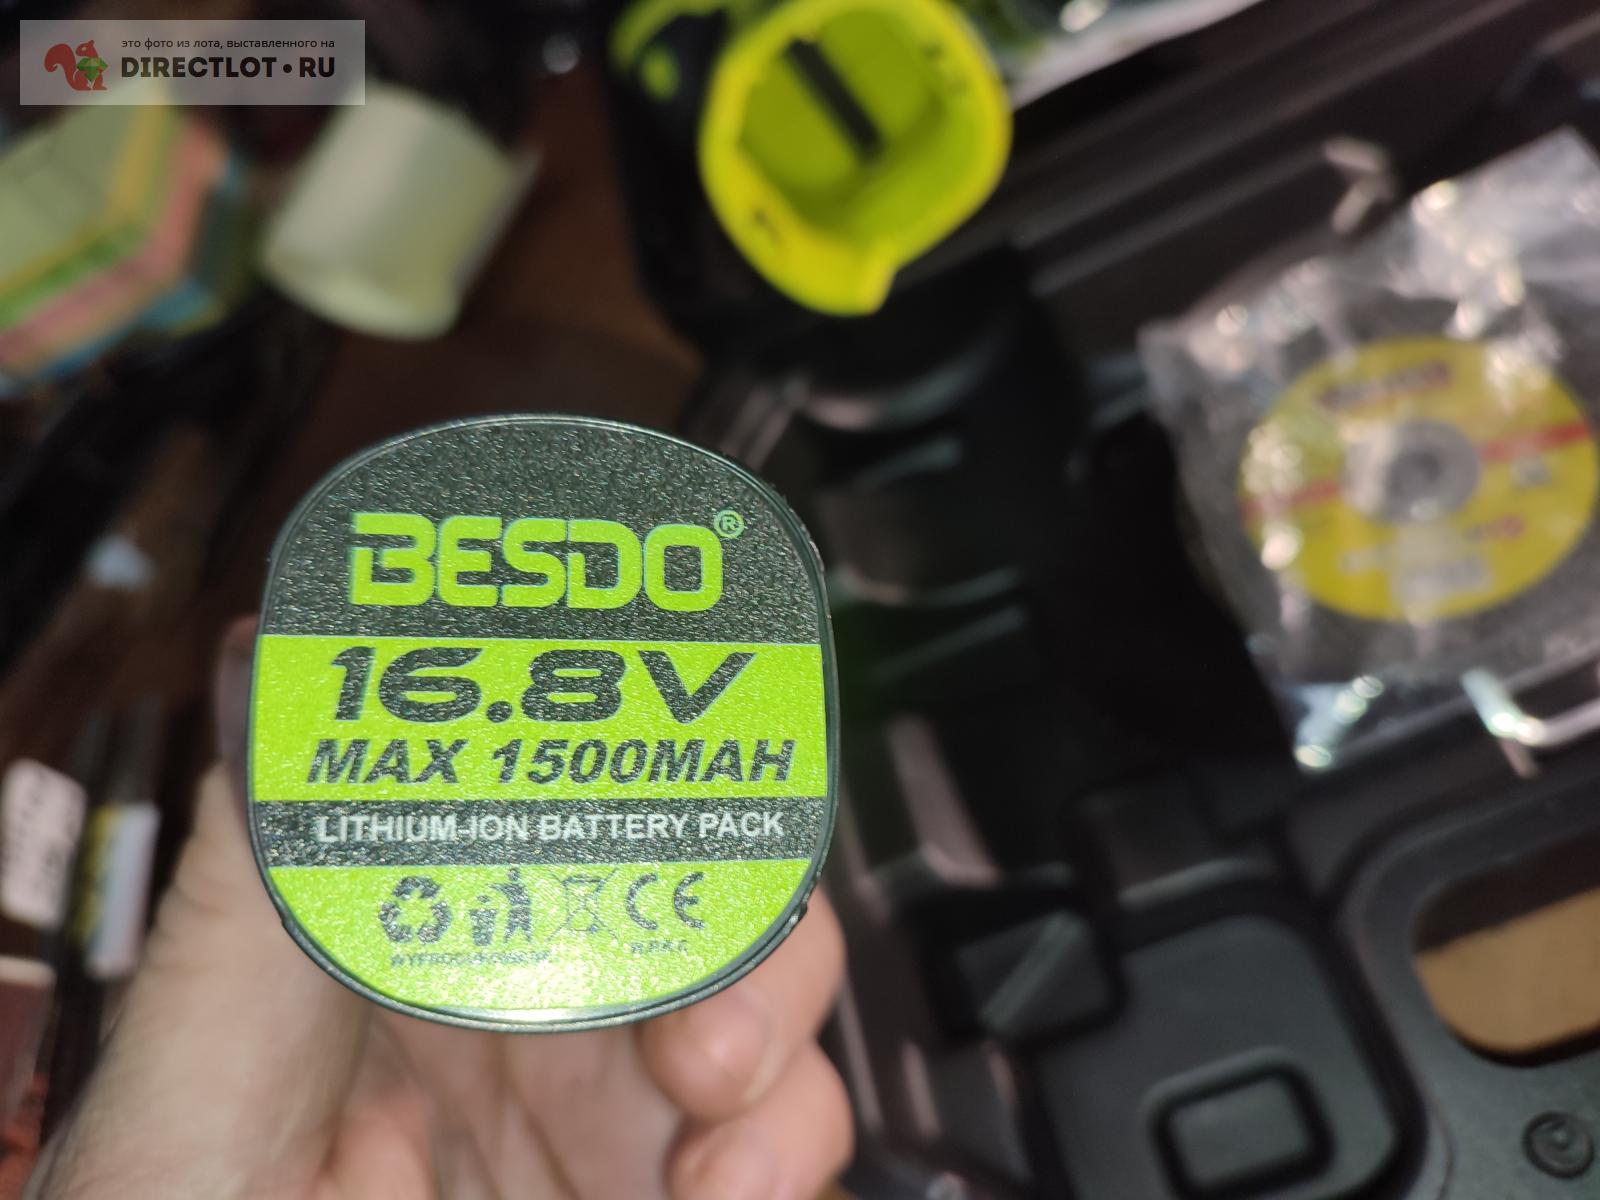 это фото из лота, выставленного на
DIRECTLOT•RU
BESDO®
16.8V
MAX 1500MAH
LITHIUM-ION BATTERY PACK
CE